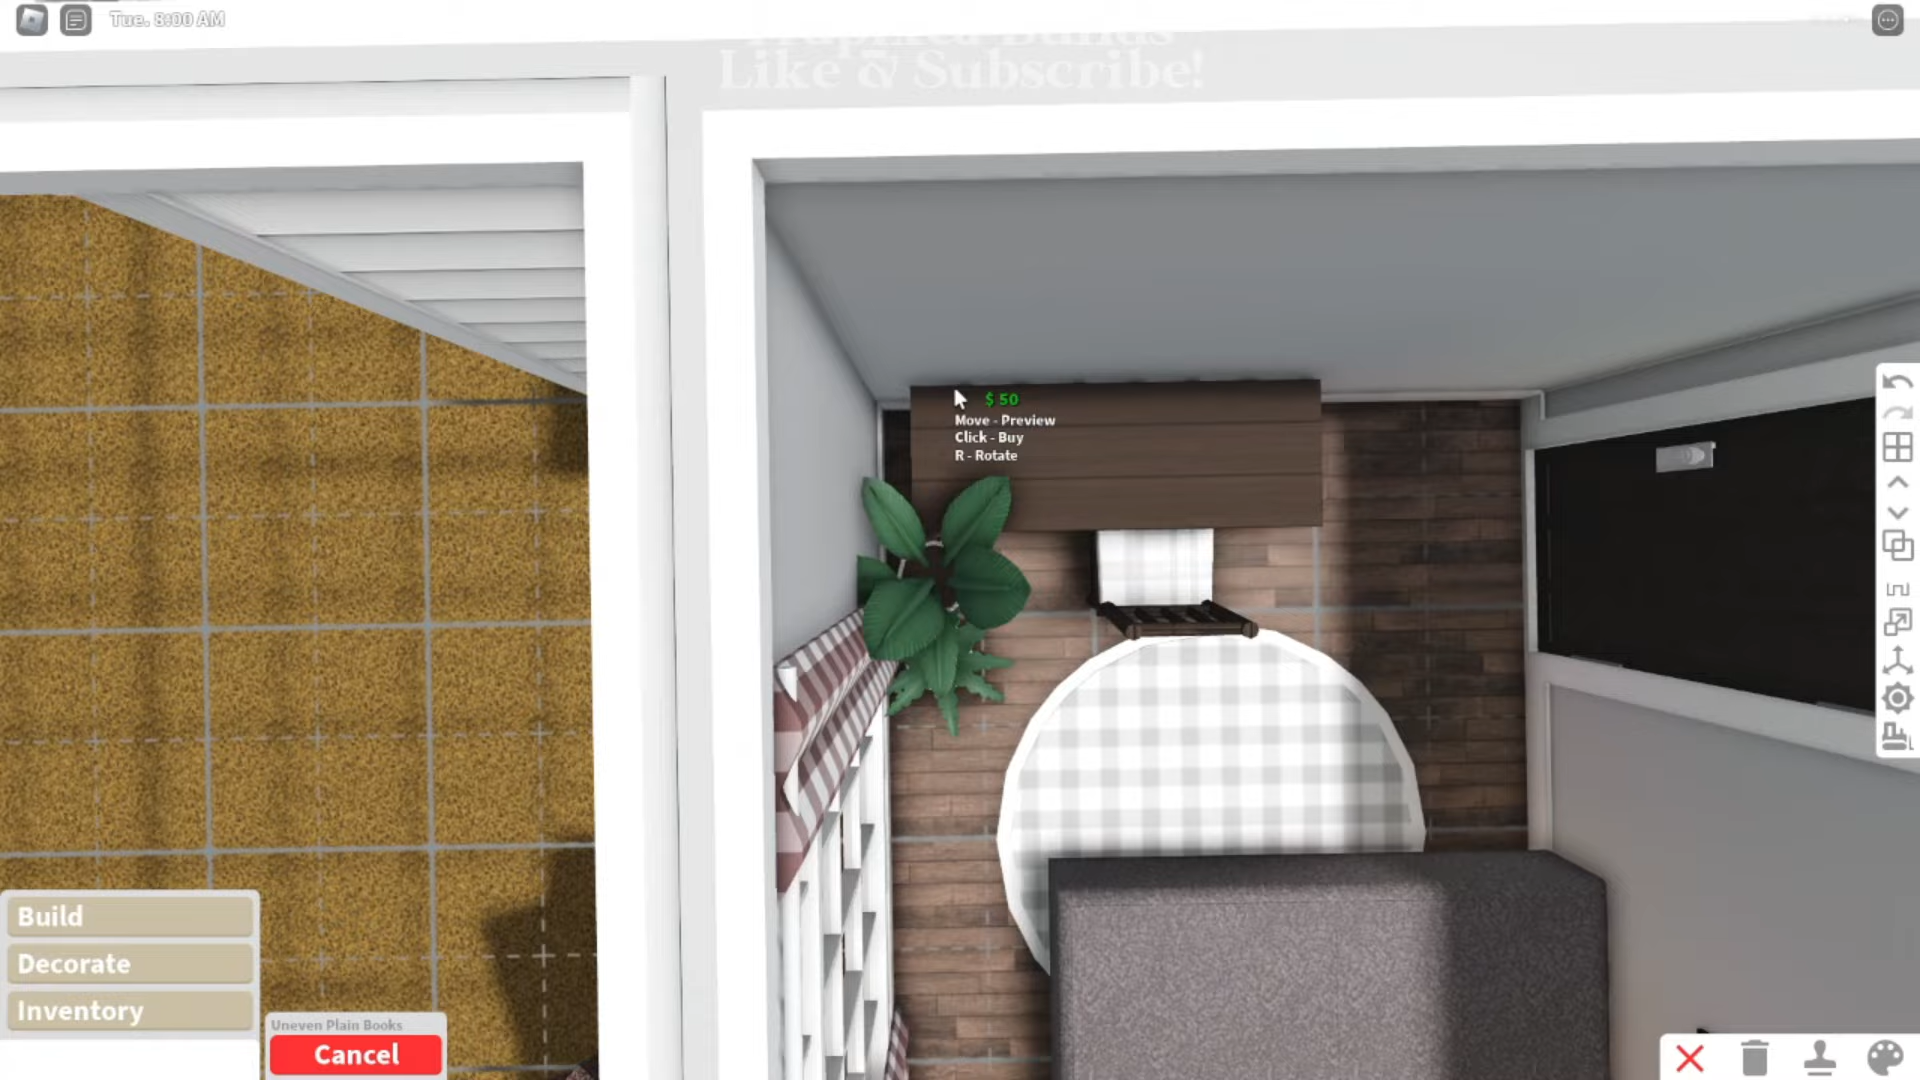 Tue. 8:00 AM
Like & Subscribe!
$ 50
Move - Preview
Click - Buy
R - Rotate
Build
Decorate
Inventory
Uneven Plain Books
Cancel